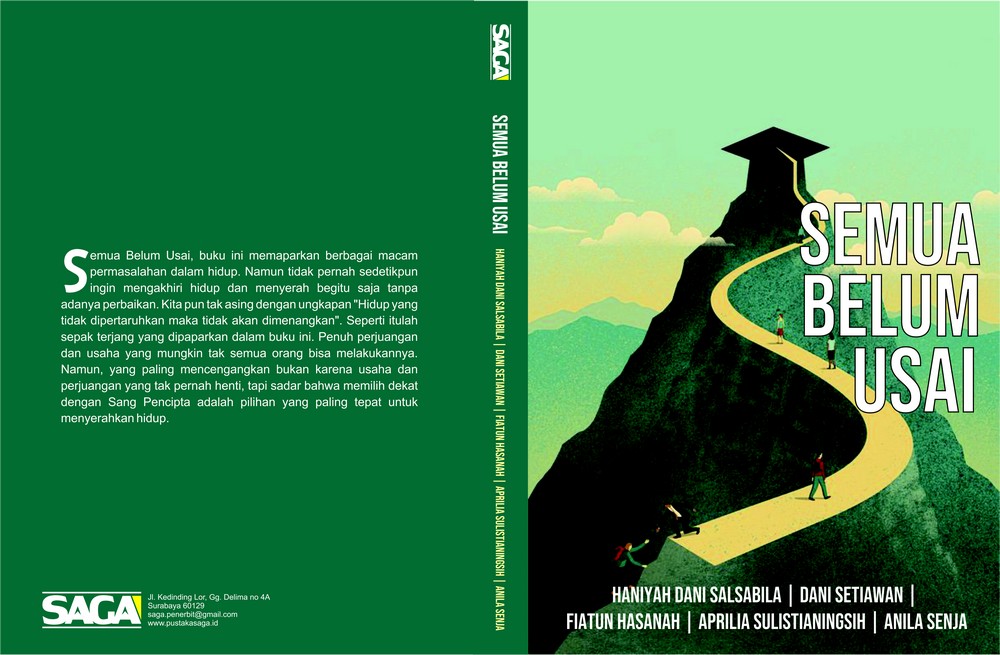 Semua Belum Usai, buku ini memaparkan berbagai macam
permasalahan dalam hidup. Namun tidak pernah sedetikpun
ingin mengakhiri hidup dan menyerah begitu saja tanpa
adanya perbaikan. Kita pun tak asing dengan ungkapan "Hidup yang
tidak dipertaruhkan maka tidak akan dimenangkan". Seperti itulah
sepak terjang yang dipaparkan dalam buku ini. Penuh perjuangan
dan usaha yang mungkin tak semua orang bisa melakukannya.
Namun, yang paling mencengangkan bukan karena usaha dan
perjuangan yang tak pernah henti, tapi sadar bahwa memilih dekat
dengan Sang Pencipta adalah pilihan yang paling tepat untuk
menyerahkan hidup.
SAGA
Jl. Kedinding Lor, Gg. Delima no 4A
Surabaya 60129
saga.penerbit@gmail.com
www.pustakasaga.id
SAGA
SEMUA BELUM USAI
HANIYAH DANI SALSABILA | DANI SETIAWAN | FIATUN HASANAH | APRILIA SULISTIANINGSIH | ANILA SENJA
SEMUA
BELUM
USAI
HANIYAH DANI SALSABILA | DANI SETIAWAN |
FIATUN HASANAH | APRILIA SULISTIANINGSIH | ANILA SENJA